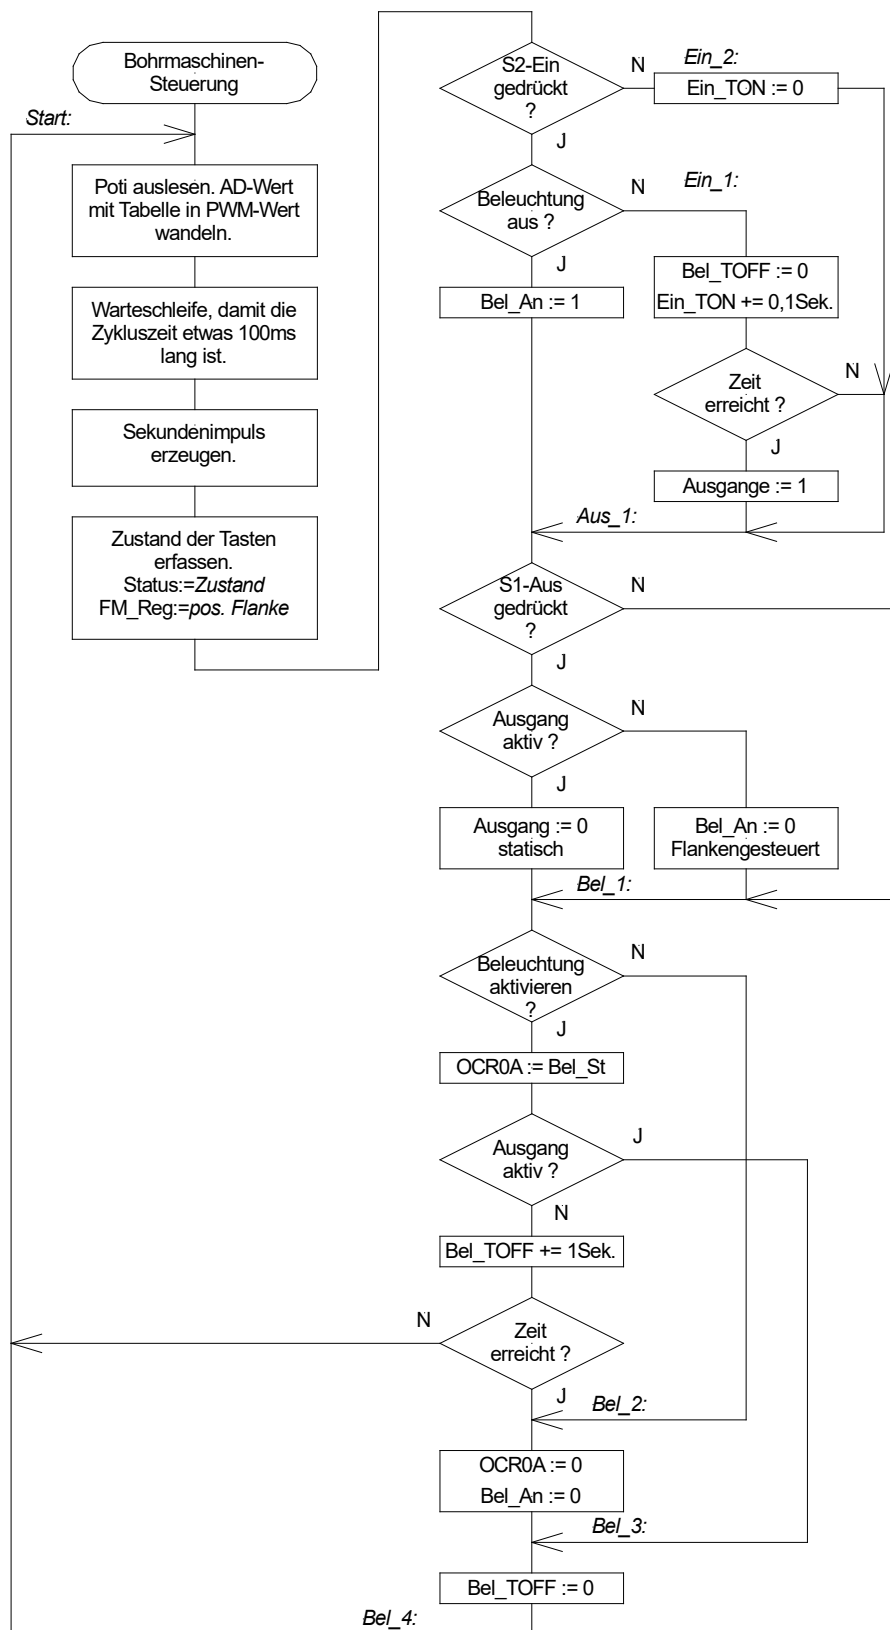 Bohrmaschinen-
Steuerung
Start:
Poti auslesen. AD-Wert
mit Tabelle in PWM-Wert
wandeln.
Warteschleife, damit die
Zykluszeit etwas 100ms
lang ist.
Sekundenimpuls
erzeugen.
Zustand der Tasten
erfassen.
Status:=Zustand
FM_Reg:=pos. Flanke
S2-Ein
gedrückt
?
N
J
Ein_2:
Ein_TON := 0
Beleuchtung
aus ?
N
J
Ein_1:
Bel_An := 1
Bel_TOFF := 0
Ein_TON += 0,1Sek.
Zeit
erreicht ?
N
J
Ausgange := 1
Aus_1:
S1-Aus
gedrückt
?
N
J
Ausgang
aktiv ?
N
J
Ausgang := 0
statisch
Bel_An := 0
Flankengesteuert
Bel_1:
Beleuchtung
aktivieren
?
N
J
OCR0A := Bel_St
Ausgang
aktiv ?
J
N
Bel_TOFF += 1Sek.
Zeit
erreicht ?
N
J
Bel_2:
OCR0A := 0
Bel_An := 0
Bel_3:
Bel_TOFF := 0
Bel_4: